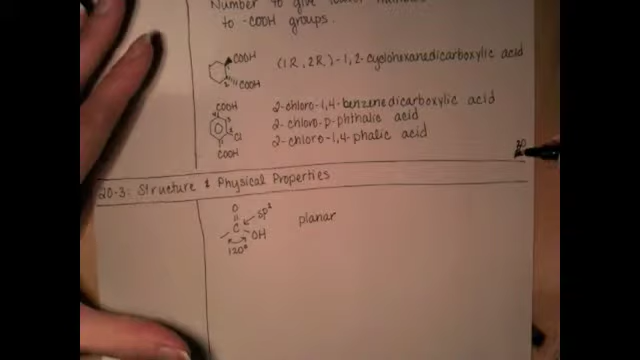 Number to give lower numbers
to -COOH groups.
COOH
(1R, 2R)-1,2-cyclohexanedicarboxylic acid
2
COOH
COOH
2-chloro-1,4-benzenedicarboxylic acid
2-chloro-p-phthalic acid
Cl
2-chloro-1,4-phalic acid
COOH
20-3: Structure & Physical Properties
O
sp²
C
OH
planar
120°